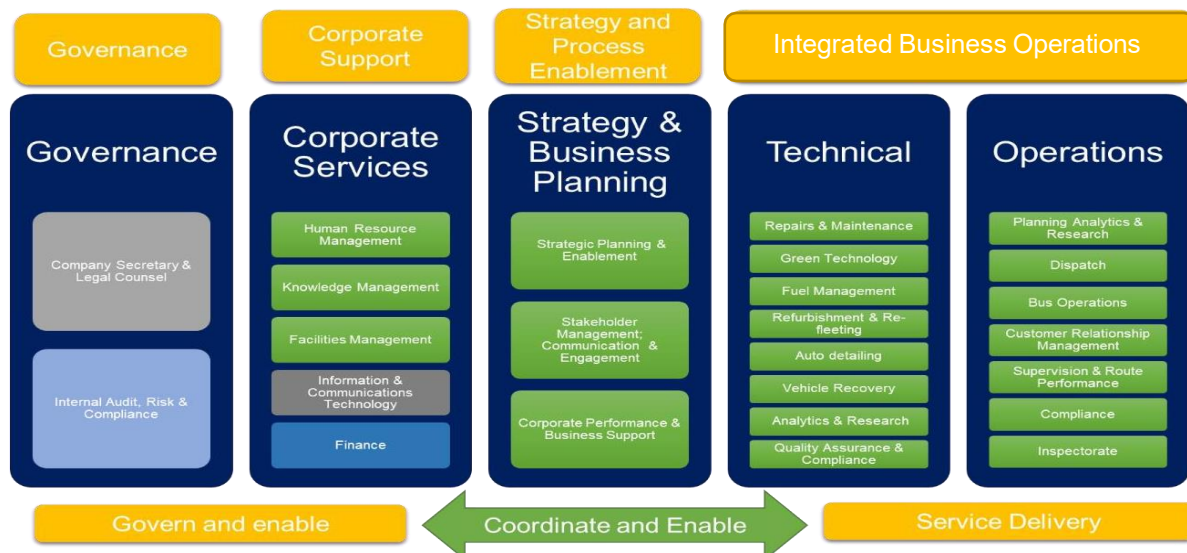 Governance
Corporate
Support
Strategy and
Process
Enablement
Integrated Business Operations
Governance
Company Secretary &
Legal Counsel
Internal Audit, Risk &
Compliance
Corporate
Services
Human Resource
Management
Knowledge Management
Facilities Management
Information &
Communications
Technology
Finance
Strategy &
Business
Planning
Strategic Planning &
Enablement
Stakeholder
Management;
Communication &
Engagement
Corporate Performance &
Business Support
Technical
Repairs & Maintenance
Green Technology
Fuel Management
Refurbishment & Re-
fleeting
Auto detailing
Vehicle Recovery
Analytics & Research
Quality Assurance &
Compliance
Operations
Planning Analytics &
Research
Dispatch
Bus Operations
Customer Relationship
Management
Supervision & Route
Performance
Compliance
Inspectorate
Govern and enable
Coordinate and Enable
Service Delivery